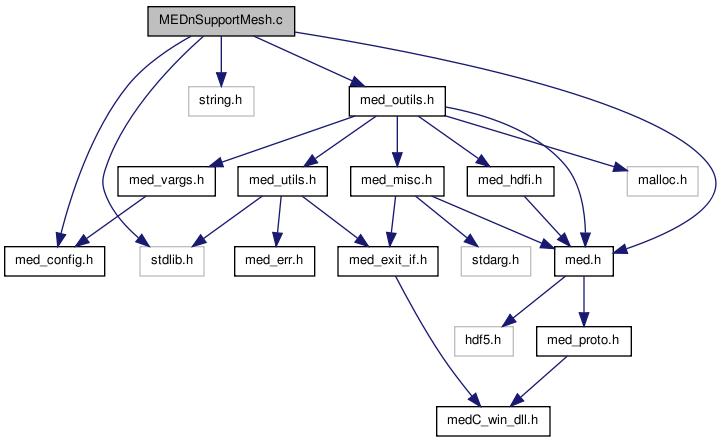 MEDnSupportMesh.c
string.h
med_outils.h
med_vargs.h
med_utils.h
med_misc.h
med_hdfi.h
malloc.h
med_config.h
stdlib.h
med_err.h
med_exit_if.h
stdarg.h
med.h
hdf5.h
med_proto.h
medC_win_dll.h